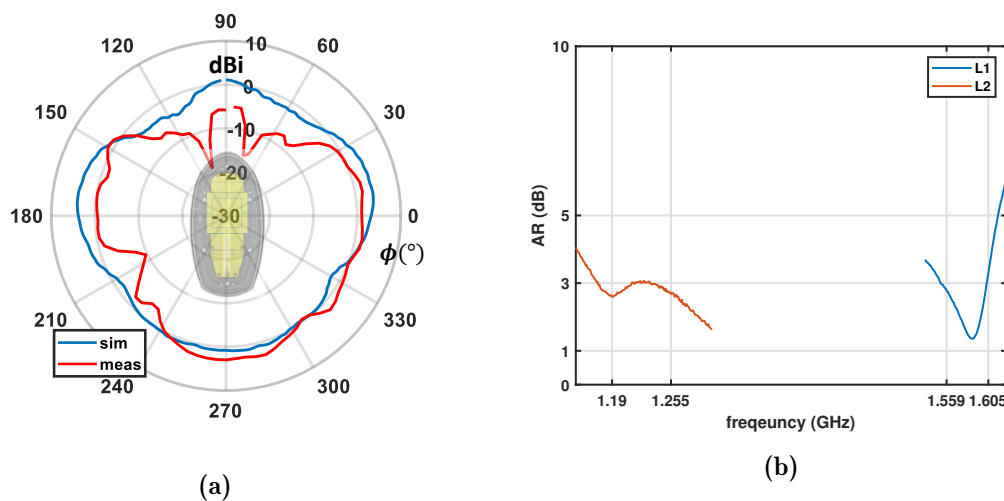 90
120
10
60
dBi
0
150
30
-10
-20
180
-30
0
ϕ(°)
210
330
sim
meas
240
300
270
(a)
10
L1
L2
AR (dB)
5
3
1
0
1.19
1.255
1.559
1.605
freqeuncy (GHz)
(b)